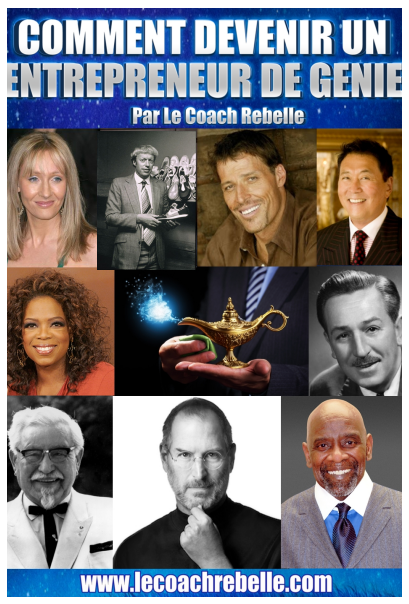 COMMENT DEVENIR UN
ENTREPRENEUR DE GENIE
Par Le Coach Rebelle
www.lecoachrebelle.com